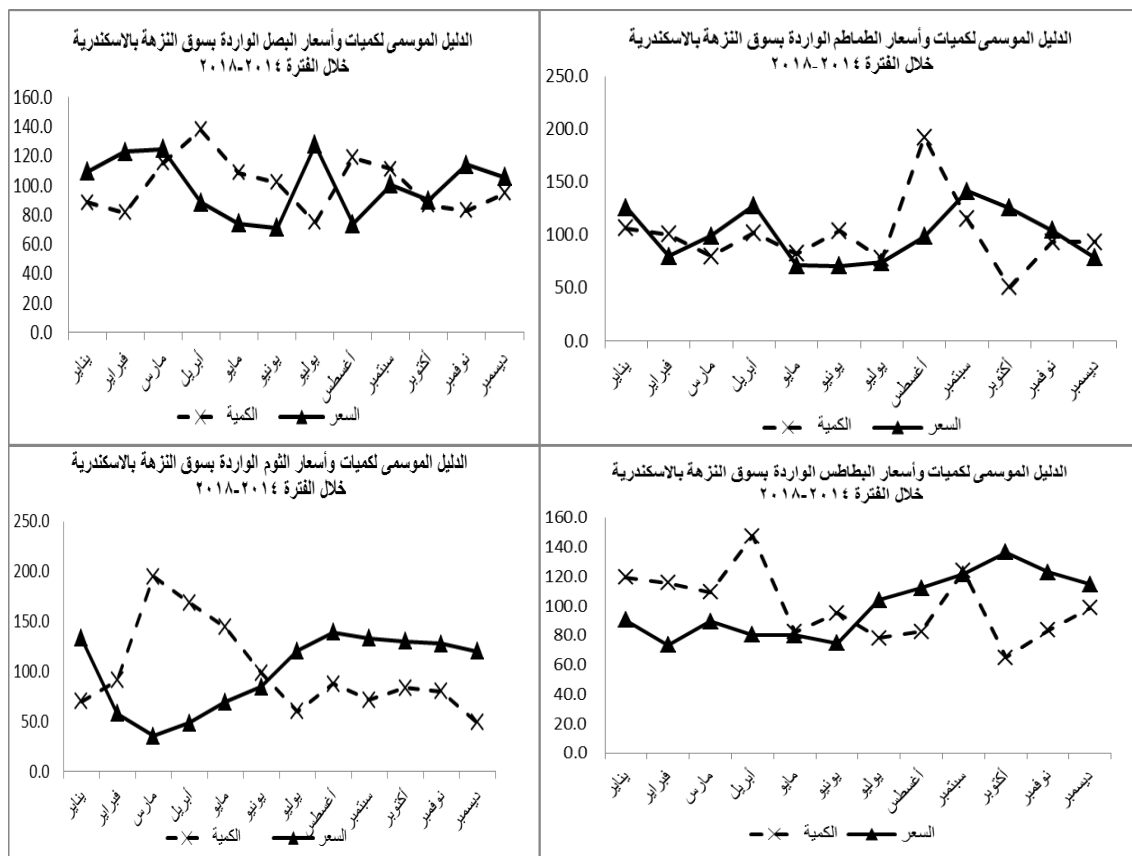 الدليل الموسمى لكميات وأسعار الطماطم الواردة بسوق النزهة بالاسكندرية
خلال الفترة ٢٠١٤-٢٠١٨
250.0
200.0
150.0
100.0
50.0
0.0
يناير
فبراير
مارس
أبريل
مايو
يونيو
يوليو
أغسطس
سبتمبر
أكتوبر
نوفمبر
ديسمبر
السعر
الكمية
الدليل الموسمى لكميات وأسعار البصل الواردة بسوق النزهة بالاسكندرية
خلال الفترة ٢٠١٤-٢٠١٨
160.0
140.0
120.0
100.0
80.0
60.0
40.0
20.0
0.0
يناير
فبراير
مارس
أبريل
مايو
يونيو
يوليو
أغسطس
سبتمبر
أكتوبر
نوفمبر
ديسمبر
السعر
الكمية
الدليل الموسمى لكميات وأسعار البطاطس الواردة بسوق النزهة بالاسكندرية
خلال الفترة ٢٠١٤-٢٠١٨
160.0
140.0
120.0
100.0
80.0
60.0
40.0
20.0
0.0
يناير
فبراير
مارس
أبريل
مايو
يونيو
يوليو
أغسطس
سبتمبر
أكتوبر
نوفمبر
ديسمبر
السعر
الكمية
الدليل الموسمى لكميات وأسعار الثوم الواردة بسوق النزهة بالاسكندرية
خلال الفترة ٢٠١٤-٢٠١٨
250.0
200.0
150.0
100.0
50.0
0.0
يناير
فبراير
مارس
أبريل
مايو
يونيو
يوليو
أغسطس
سبتمبر
أكتوبر
نوفمبر
ديسمبر
السعر
الكمية